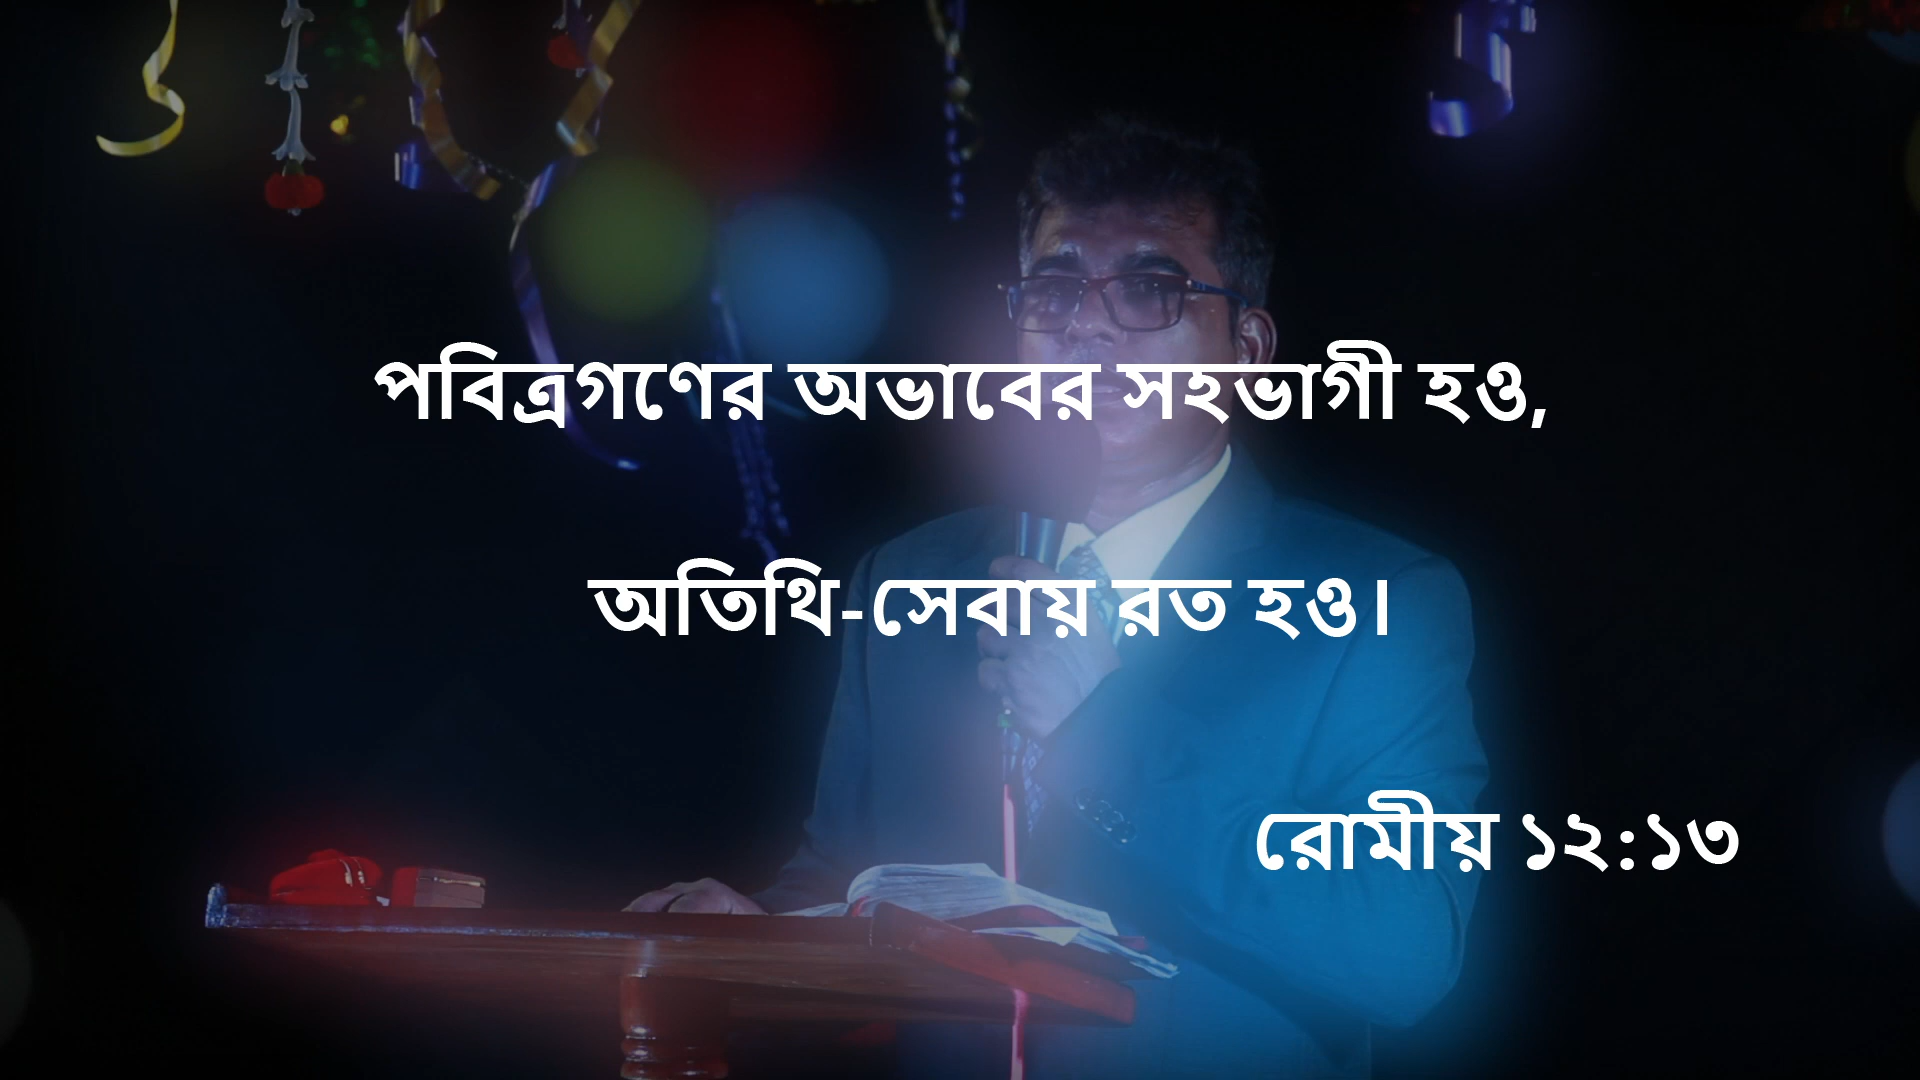 পবিত্রগণের অভাবের সহভাগী হও,
অতিথি-সেবায় রত হও।
রোমীয় ১২:১৩